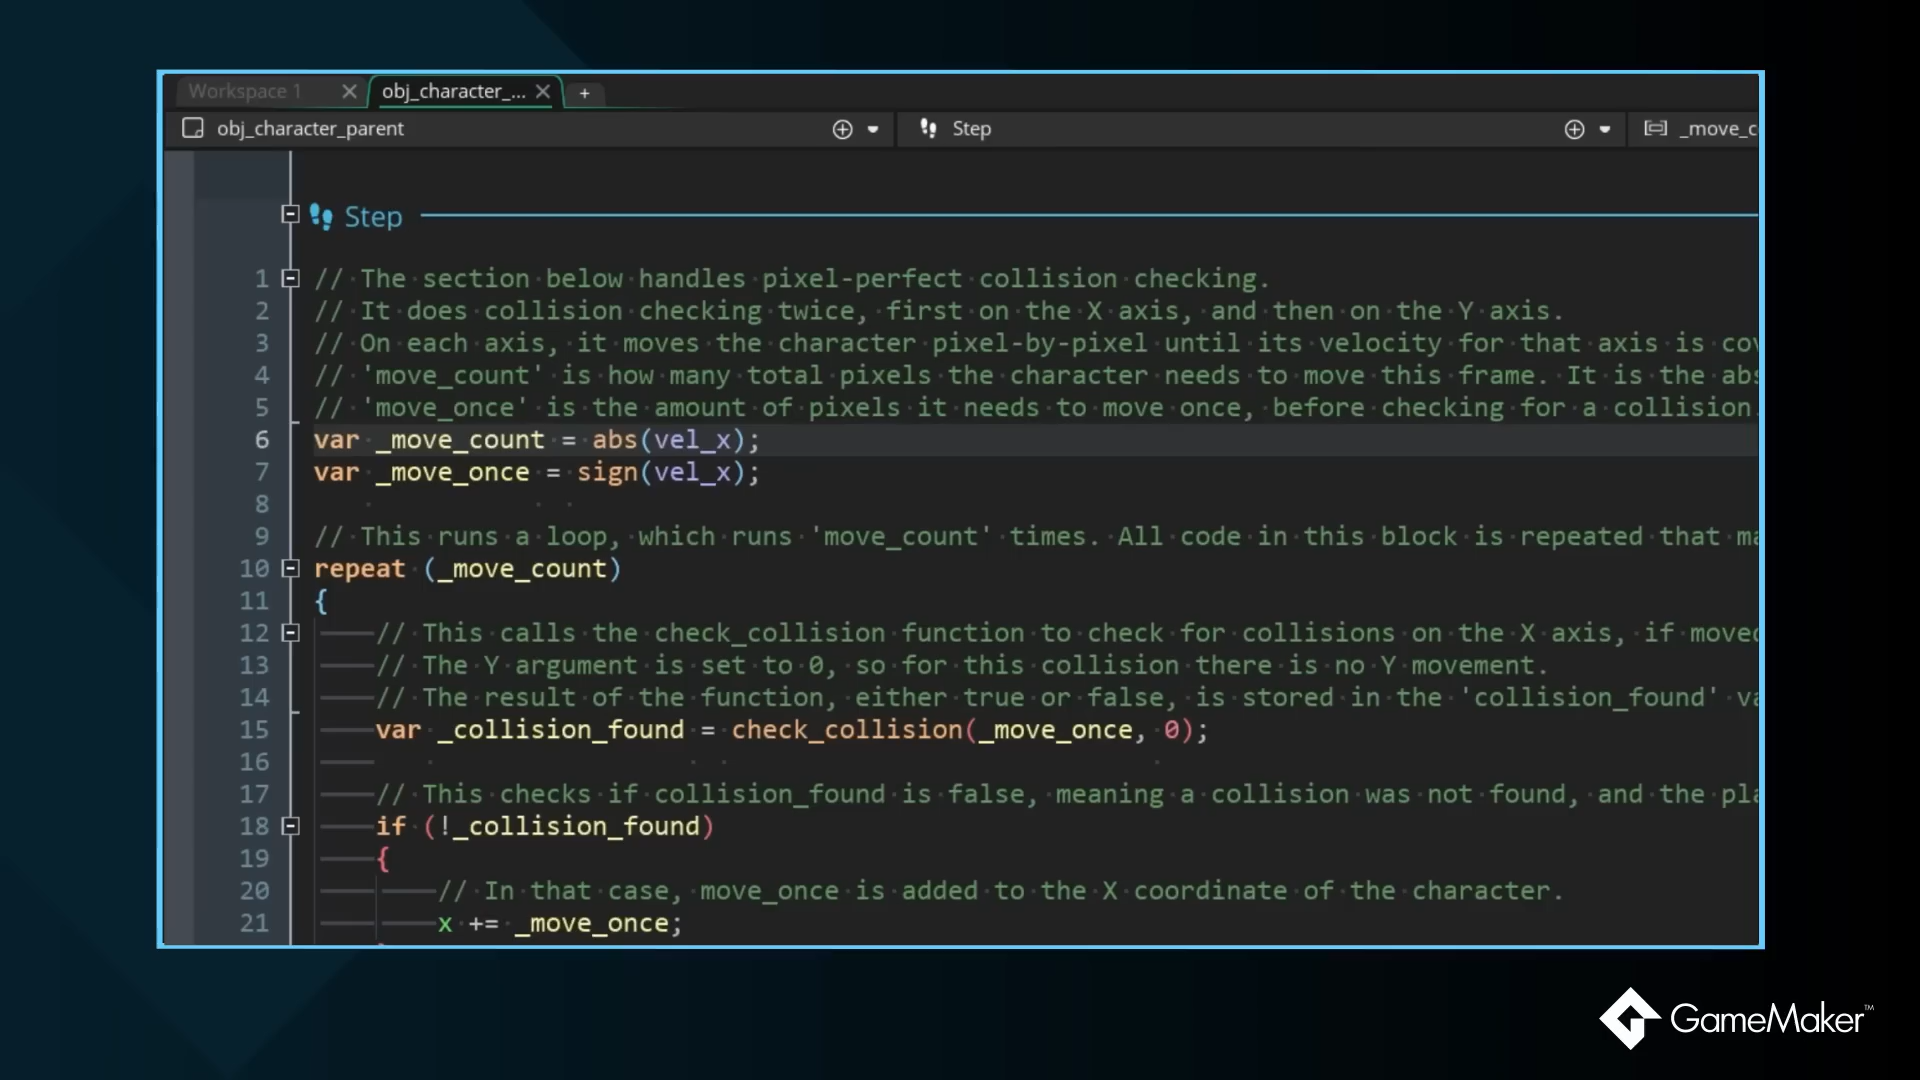 Workspace 1
obj_character_...
+
obj_character_parent
Step
_move_c
Step
1 // The section below handles pixel-perfect collision checking.
2 // It does collision checking twice, first on the X axis, and then on the Y axis.
3 // On each axis, it moves the character pixel-by-pixel until its velocity for that axis is cov
4 // 'move_count' is how many total pixels the character needs to move this frame. It is the abs
5 // 'move_once' is the amount of pixels it needs to move once, before checking for a collision.
6 var _move_count = abs(vel_x);
7 var _move_once = sign(vel_x);
8
9 // This runs a loop, which runs 'move_count' times. All code in this block is repeated that ma
10 repeat (_move_count)
11 {
12 // This calls the check_collision function to check for collisions on the X axis, if moved
13 // The Y argument is set to 0, so for this collision there is no Y movement.
14 // The result of the function, either true or false, is stored in the 'collision_found' va
15 var _collision_found = check_collision(_move_once, 0);
16
17 // This checks if collision_found is false, meaning a collision was not found, and the pla
18 if (!_collision_found)
19 {
20 // In that case, move_once is added to the X coordinate of the character.
21 x += _move_once;
GameMaker™